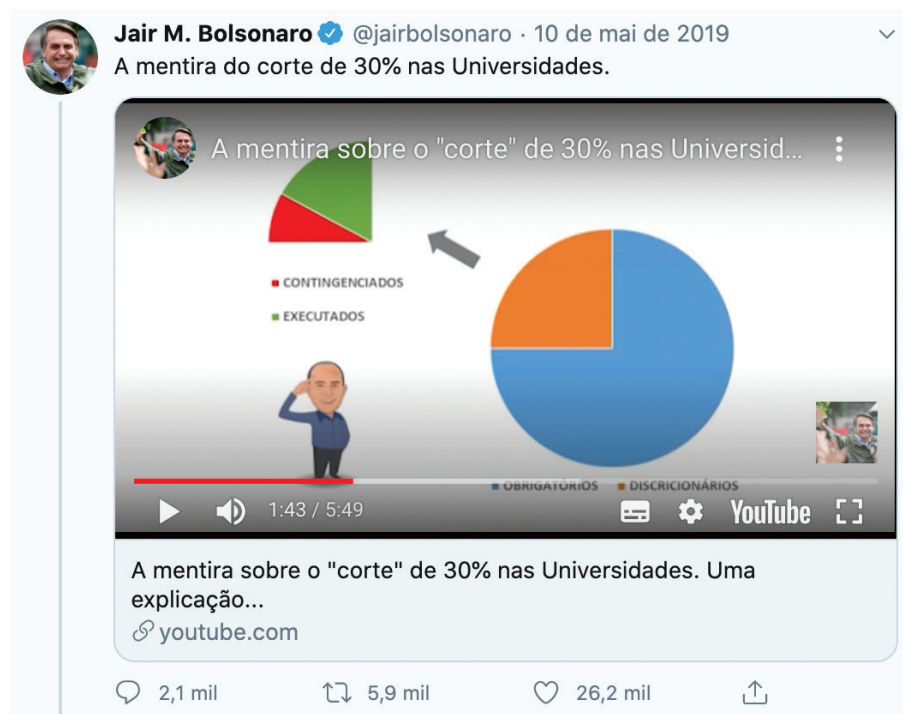 Jair M. Bolsonaro @jairbolsonaro · 10 de mai de 2019
A mentira do corte de 30% nas Universidades.
A mentira sobre o "corte" de 30% nas Universid...
CONTINGENCIADOS
EXECUTADOS
OBRIGATÓRIOS DISCRICIONÁRIOS
1:43 / 5:49 YouTube
A mentira sobre o "corte" de 30% nas Universidades. Uma
explicação...
youtube.com
2,1 mil 5,9 mil 26,2 mil